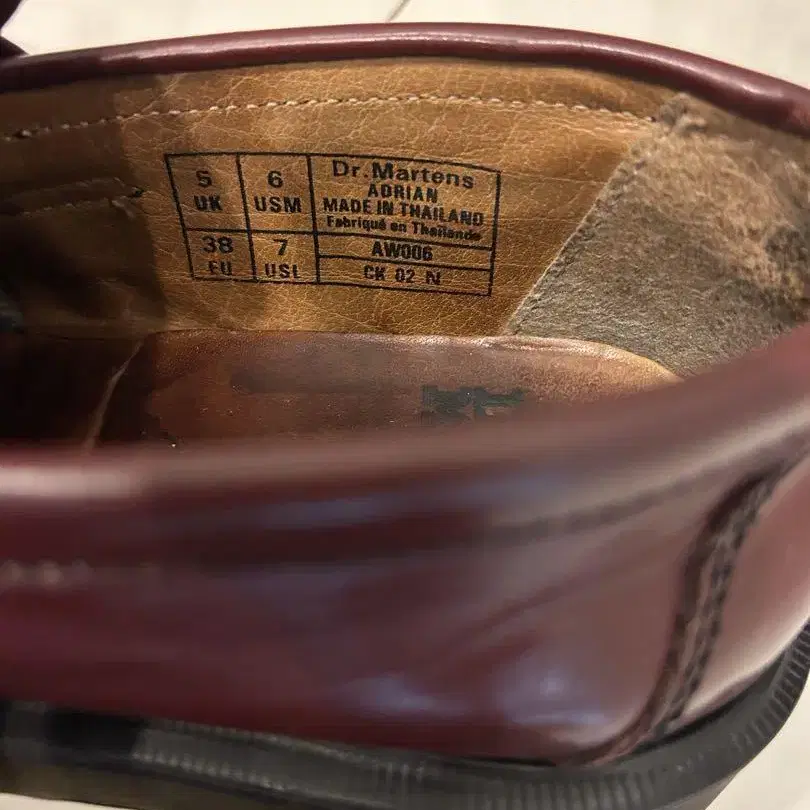 5 UK
6 USM
38 EU
7 USL
Dr. Martens
ADRIAN
MADE IN THAILAND
Fabriqué en Thaïlande
AW006
CK 02 N